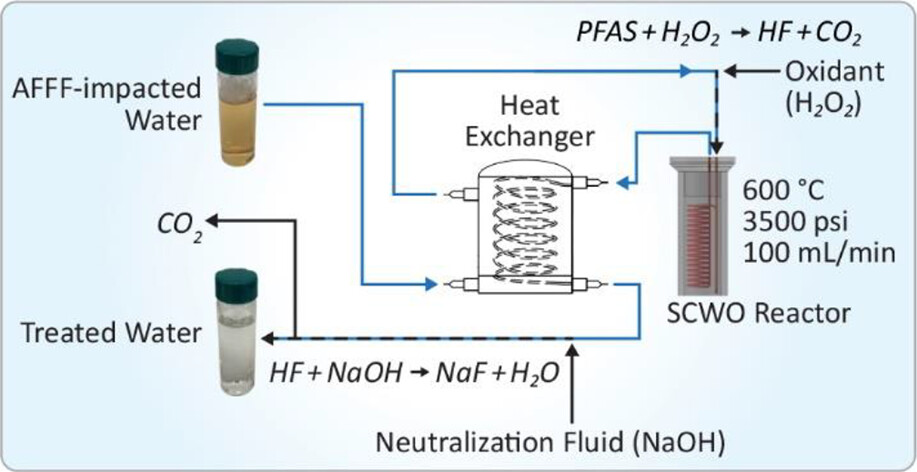 PFAS + H₂O₂ → HF + CO₂
AFFF-impacted
Water
Oxidant
(H₂O₂)
Heat
Exchanger
600 °C
3500 psi
100 mL/min
CO₂
SCWO Reactor
Treated Water
HF + NaOH → NaF + H₂O
Neutralization Fluid (NaOH)